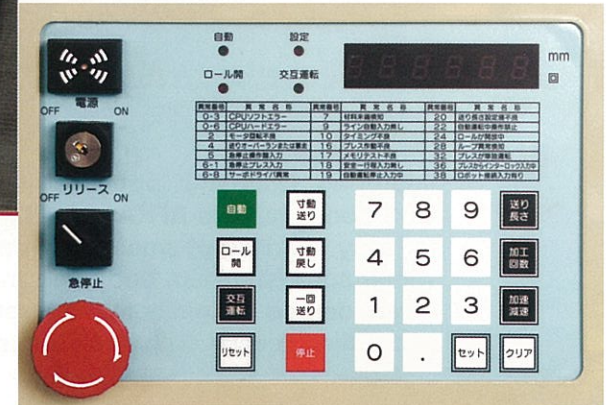 自動 設定
mm
回
ロール開 交互運転
電源
OFF ON
異常番号 異常名称 異常番号 異常名称 異常番号 異常名称
0-3 CPUソフトエラー 7 材料末端検知 20 送り長さ設定値不良
0-6 CPUハードエラー 9 ライン自動入力無し 22 自動運転中操作禁止
2 モータ回転不良 10 タイミング不良 24 ロールが開放中
4 送りオーバーランまたは暴走 16 プレス作動不良 28 ループ異常検知
5 急停止操作盤入力 17 メモリテスト不良 32 プレスが単独運転
6-1 急停止プレス入力 18 安全一行程入力無し 36 プレスからインターロック入力中
6-8 サーボドライバ異常 19 自動運転停止入力中 38 ロボット接続入力有り
リリース
OFF ON
自動 寸動送り 7 8 9 送り長さ
ロール開 寸動戻し 4 5 6 加工回数
急停止
交互運転 一回送り 1 2 3 加速減速
リセット 停止 0 . セット クリア